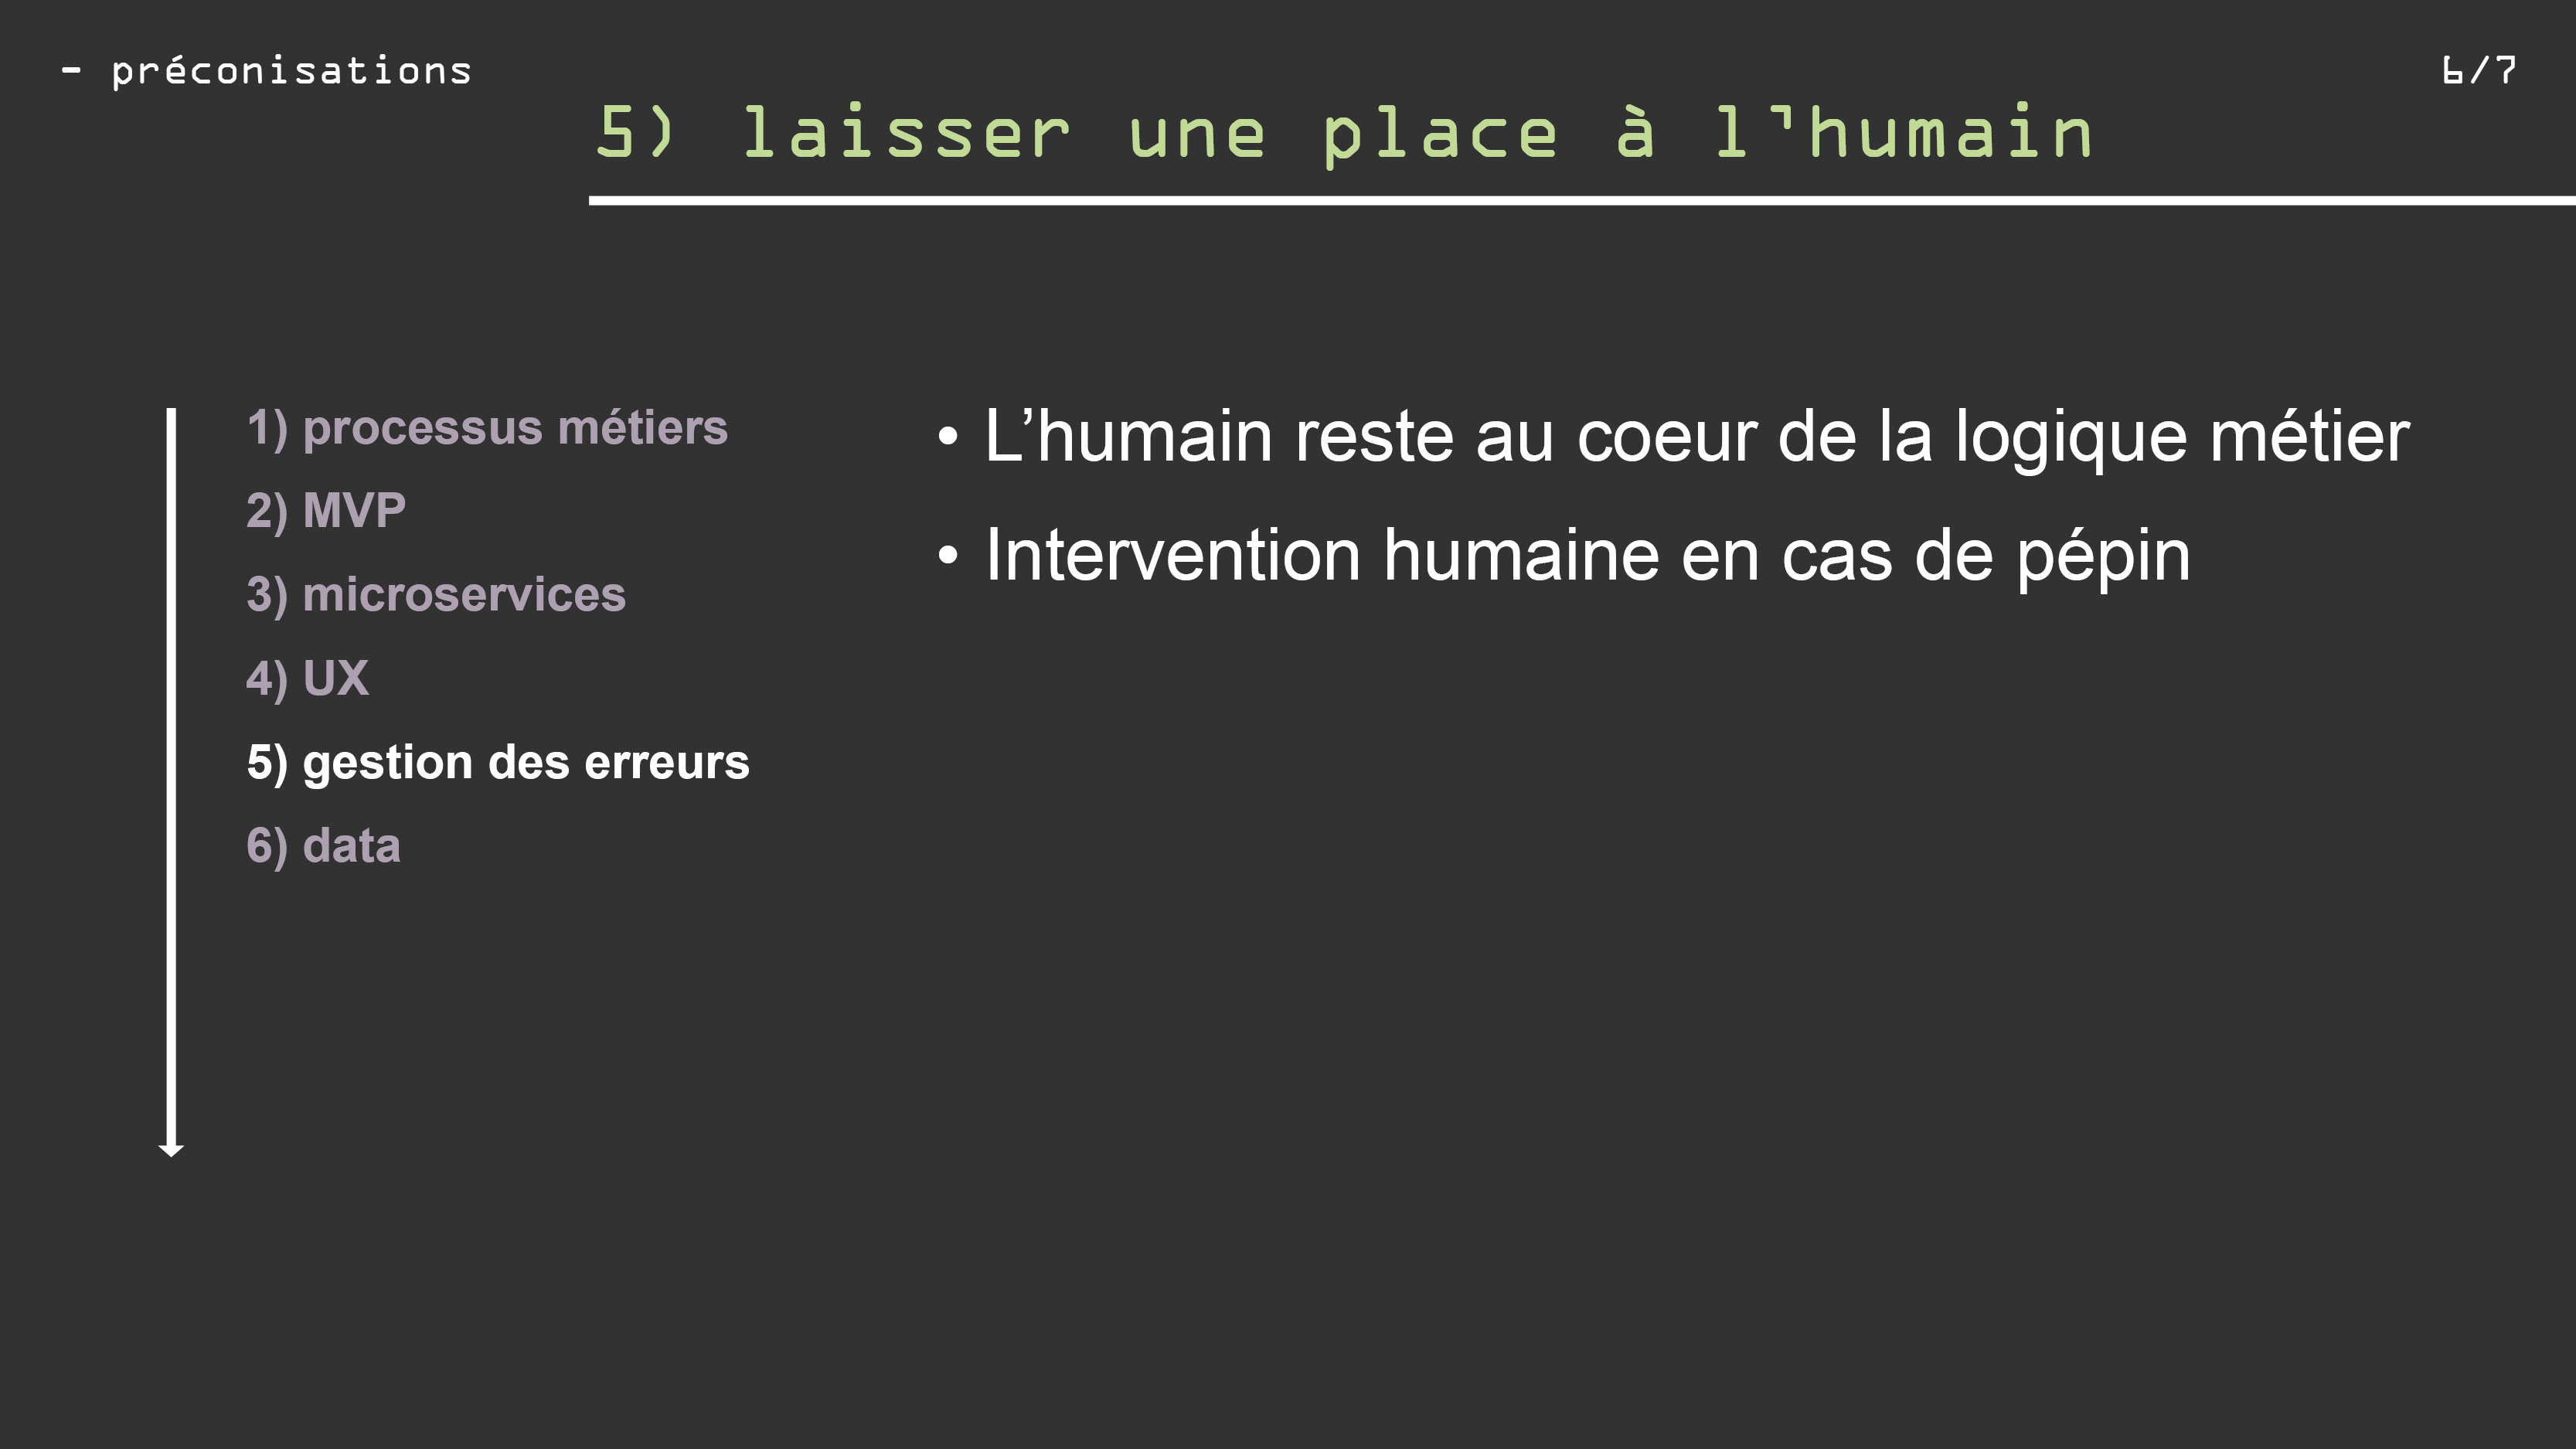 - préconisations
6/7
5) laisser une place à l'humain
1) processus métiers
2) MVP
3) microservices
4) UX
5) gestion des erreurs
6) data
• L’humain reste au coeur de la logique métier
• Intervention humaine en cas de pépin